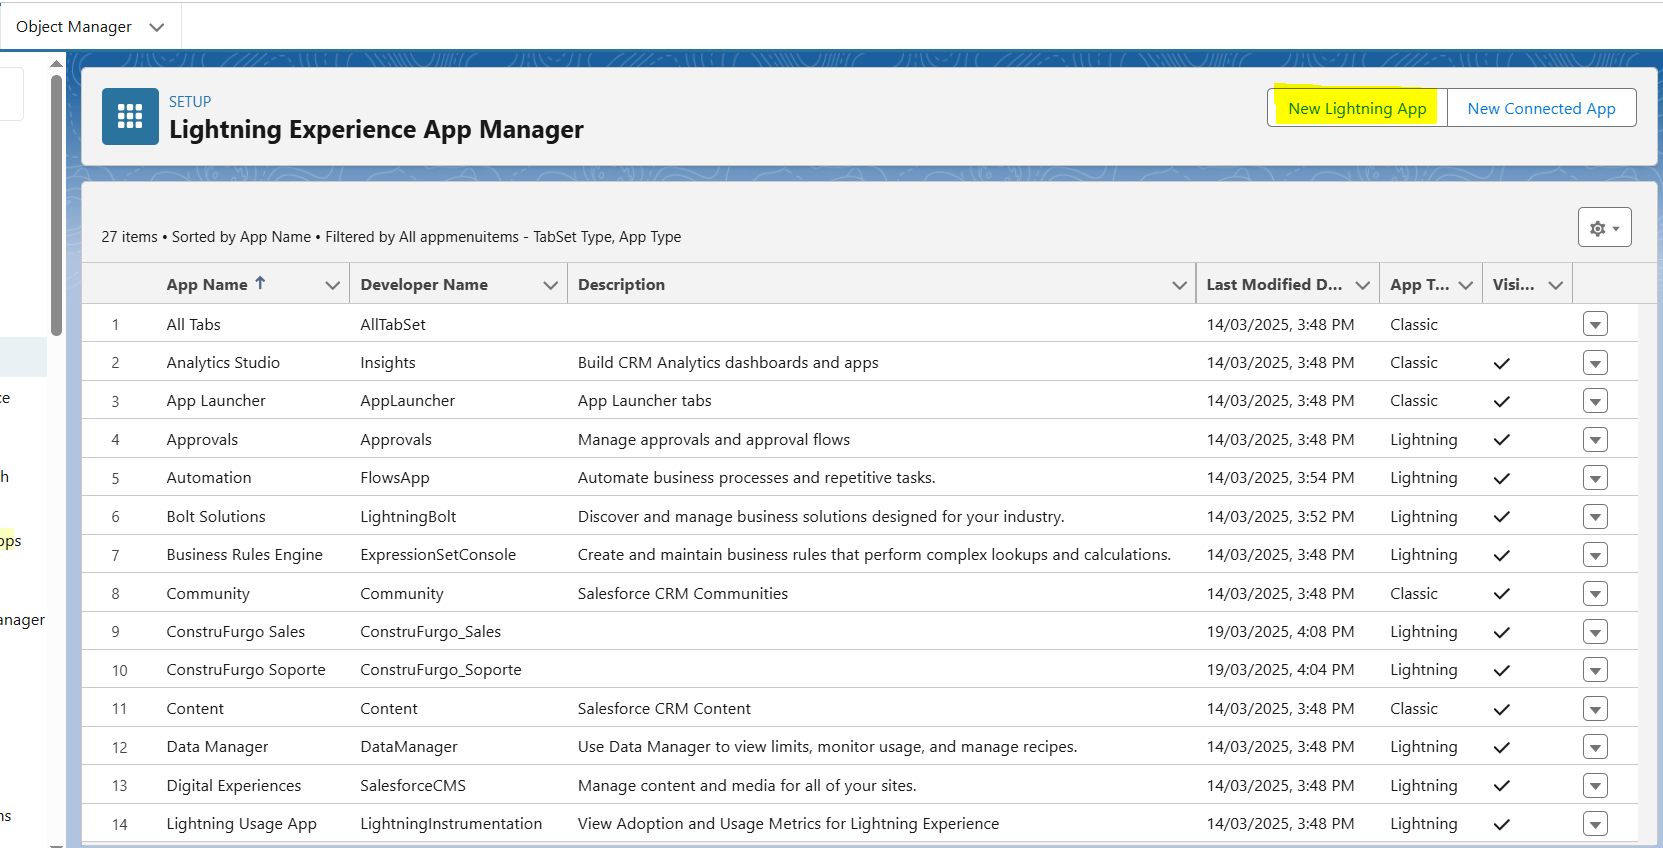 Object Manager
SETUP
Lightning Experience App Manager
New Lightning App
New Connected App
27 items • Sorted by App Name • Filtered by All appmenuitems - TabSet Type, App Type
App Name Developer Name Description Last Modified D... App T... Visi...
1 All Tabs AllTabSet 14/03/2025, 3:48 PM Classic
2 Analytics Studio Insights Build CRM Analytics dashboards and apps 14/03/2025, 3:48 PM Classic
3 App Launcher AppLauncher App Launcher tabs 14/03/2025, 3:48 PM Classic
4 Approvals Approvals Manage approvals and approval flows 14/03/2025, 3:48 PM Lightning
5 Automation FlowsApp Automate business processes and repetitive tasks. 14/03/2025, 3:54 PM Lightning
6 Bolt Solutions LightningBolt Discover and manage business solutions designed for your industry. 14/03/2025, 3:52 PM Lightning
7 Business Rules Engine ExpressionSetConsole Create and maintain business rules that perform complex lookups and calculations. 14/03/2025, 3:48 PM Lightning
8 Community Community Salesforce CRM Communities 14/03/2025, 3:48 PM Classic
9 ConstruFurgo Sales ConstruFurgo_Sales 19/03/2025, 4:08 PM Lightning
10 ConstruFurgo Soporte ConstruFurgo_Soporte 19/03/2025, 4:04 PM Lightning
11 Content Content Salesforce CRM Content 14/03/2025, 3:48 PM Classic
12 Data Manager DataManager Use Data Manager to view limits, monitor usage, and manage recipes. 14/03/2025, 3:48 PM Lightning
13 Digital Experiences SalesforceCMS Manage content and media for all of your sites. 14/03/2025, 3:48 PM Lightning
14 Lightning Usage App LightningInstrumentation View Adoption and Usage Metrics for Lightning Experience 14/03/2025, 3:48 PM Lightning